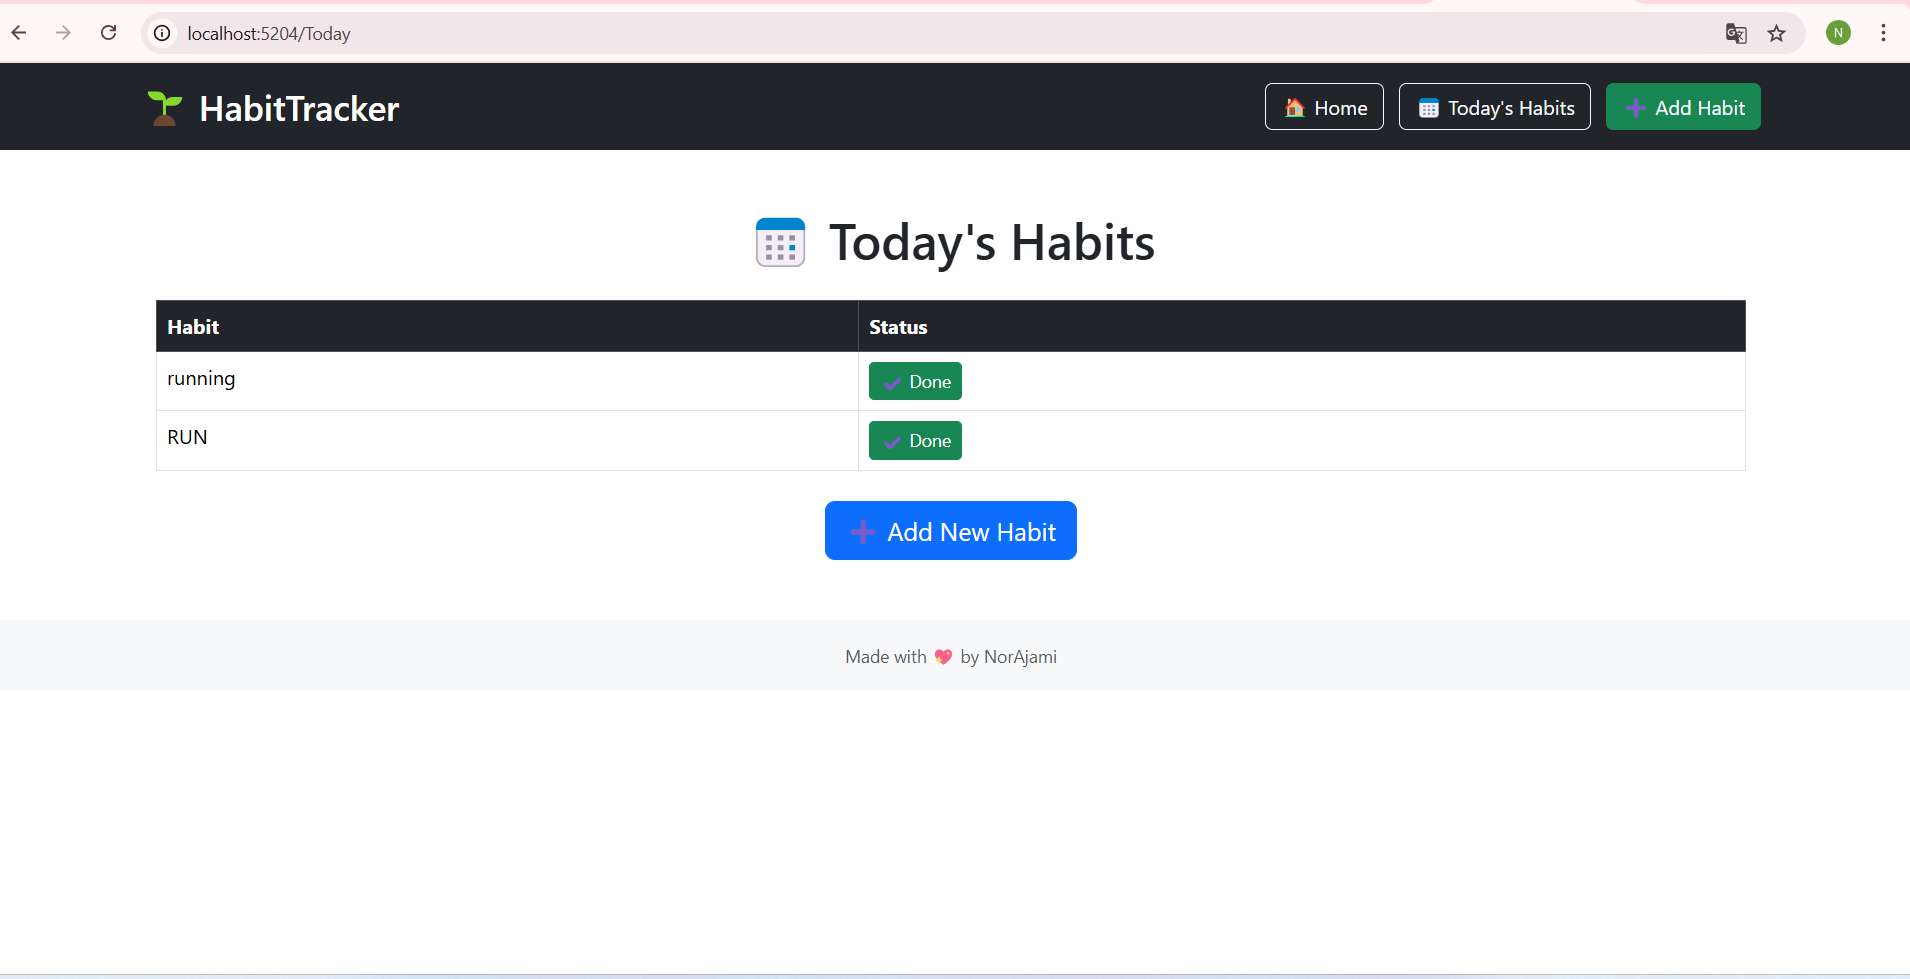 localhost:5204/Today
N
HabitTracker
Home
Today's Habits
Add Habit
Today's Habits
Habit Status
running Done
RUN Done
Add New Habit
Made with 💖 by NorAjami